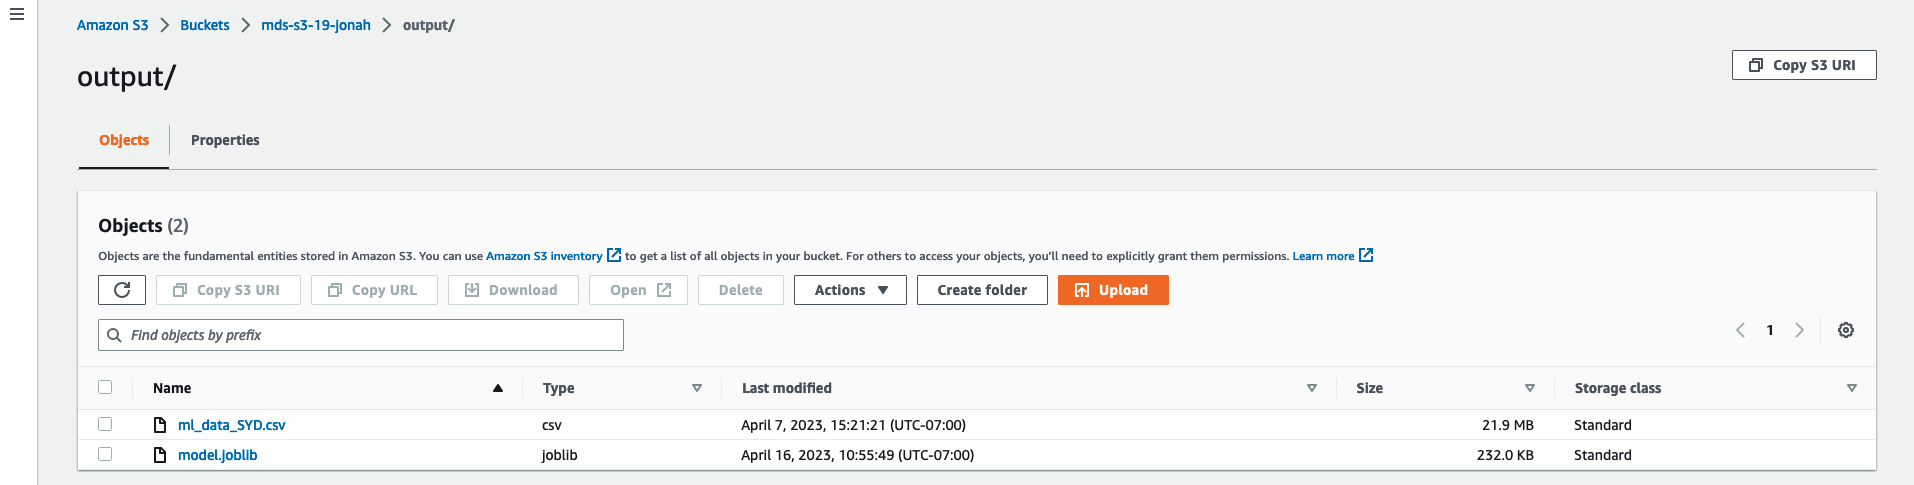 Amazon S3 > Buckets > mds-s3-19-jonah > output/
output/
Copy S3 URI
Objects Properties
Objects (2)
Objects are the fundamental entities stored in Amazon S3. You can use Amazon S3 inventory to get a list of all objects in your bucket. For others to access your objects, you'll need to explicitly grant them permissions. Learn more
Copy S3 URI Copy URL Download Open Delete Actions Create folder Upload
Find objects by prefix
1
Name Type Last modified Size Storage class
ml_data_SYD.csv csv April 7, 2023, 15:21:21 (UTC-07:00) 21.9 MB Standard
model.joblib joblib April 16, 2023, 10:55:49 (UTC-07:00) 232.0 KB Standard